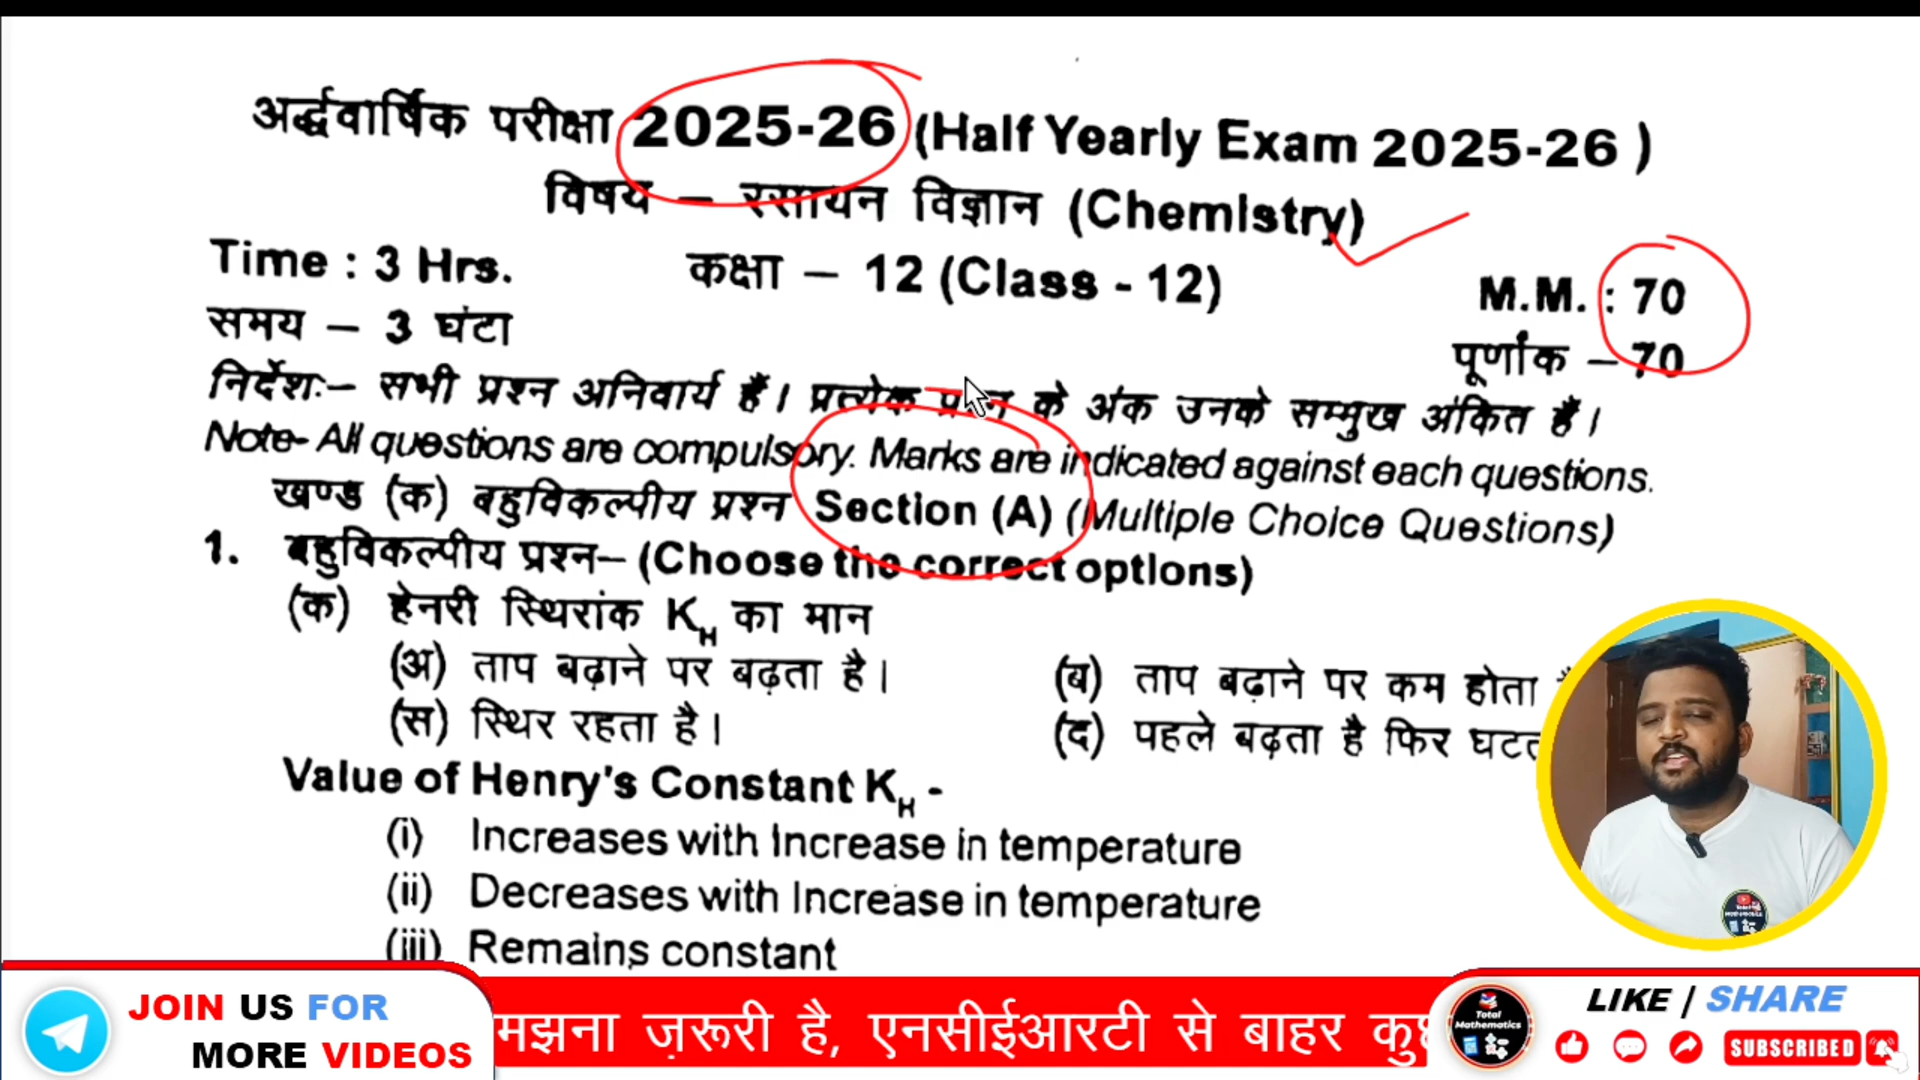 अर्द्धवार्षिक परीक्षा 2025-26 (Half Yearly Exam 2025-26 )
विषय – रसायन विज्ञान (Chemistry)
Time : 3 Hrs. कक्षा – 12 (Class - 12) M.M. : 70
समय – 3 घंटा पूर्णांक – 70
निर्देशः– सभी प्रश्न अनिवार्य हैं। प्रत्येक प्रश्न के अंक उनके सम्मुख अंकित हैं।
Note- All questions are compulsory. Marks are indicated against each questions.
खण्ड (क) बहुविकल्पीय प्रश्न Section (A) (Multiple Choice Questions)
1. बहुविकल्पीय प्रश्न– (Choose the correct options)
(क) हेनरी स्थिरांक KH का मान
(अ) ताप बढ़ाने पर बढ़ता है। (ब) ताप बढ़ाने पर कम होता
(स) स्थिर रहता है। (द) पहले बढ़ता है फिर
Value of Henry's Constant KH -
(i) Increases with Increase in temperature
(ii) Decreases with Increase in temperature
(iii) Remains constant
JOIN US FOR
MORE VIDEOS
ज़रूरी है, एनसीईआरटी से बाहर
Total
Mathematics
LIKE / SHARE
SUBSCRIBED